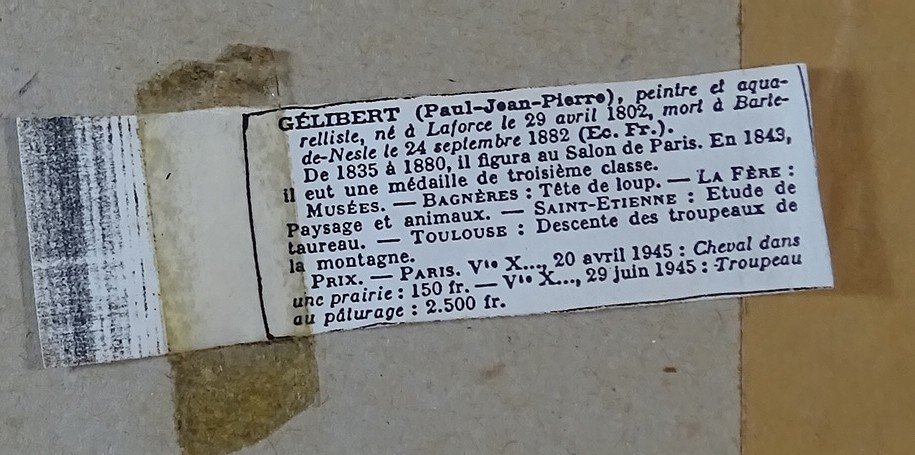 GÉLIBERT (Paul-Jean-Pierre), peintre et aqua-
rellisle, né à Laforce le 29 avril 1802, mort à Barle-
de-Nesle le 24 septembre 1882 (Ec. Fr.).
De 1835 à 1880, il figura au Salon de Paris. En 1843,
il eut une médaille de troisième classe.
MUSÉES. — BAGNÈRES : Tête de loup. — LA FÈRE :
Paysage et animaux. — SAINT-ETIENNE : Etude de
taureau. — TOULOUSE : Descente des troupeaux de
la montagne.
PRIX. — PARIS. Vte X..., 20 avril 1945 : Cheval dans
une prairie : 150 fr. — Vte X..., 29 juin 1945 : Troupeau
au pâturage : 2.500 fr.